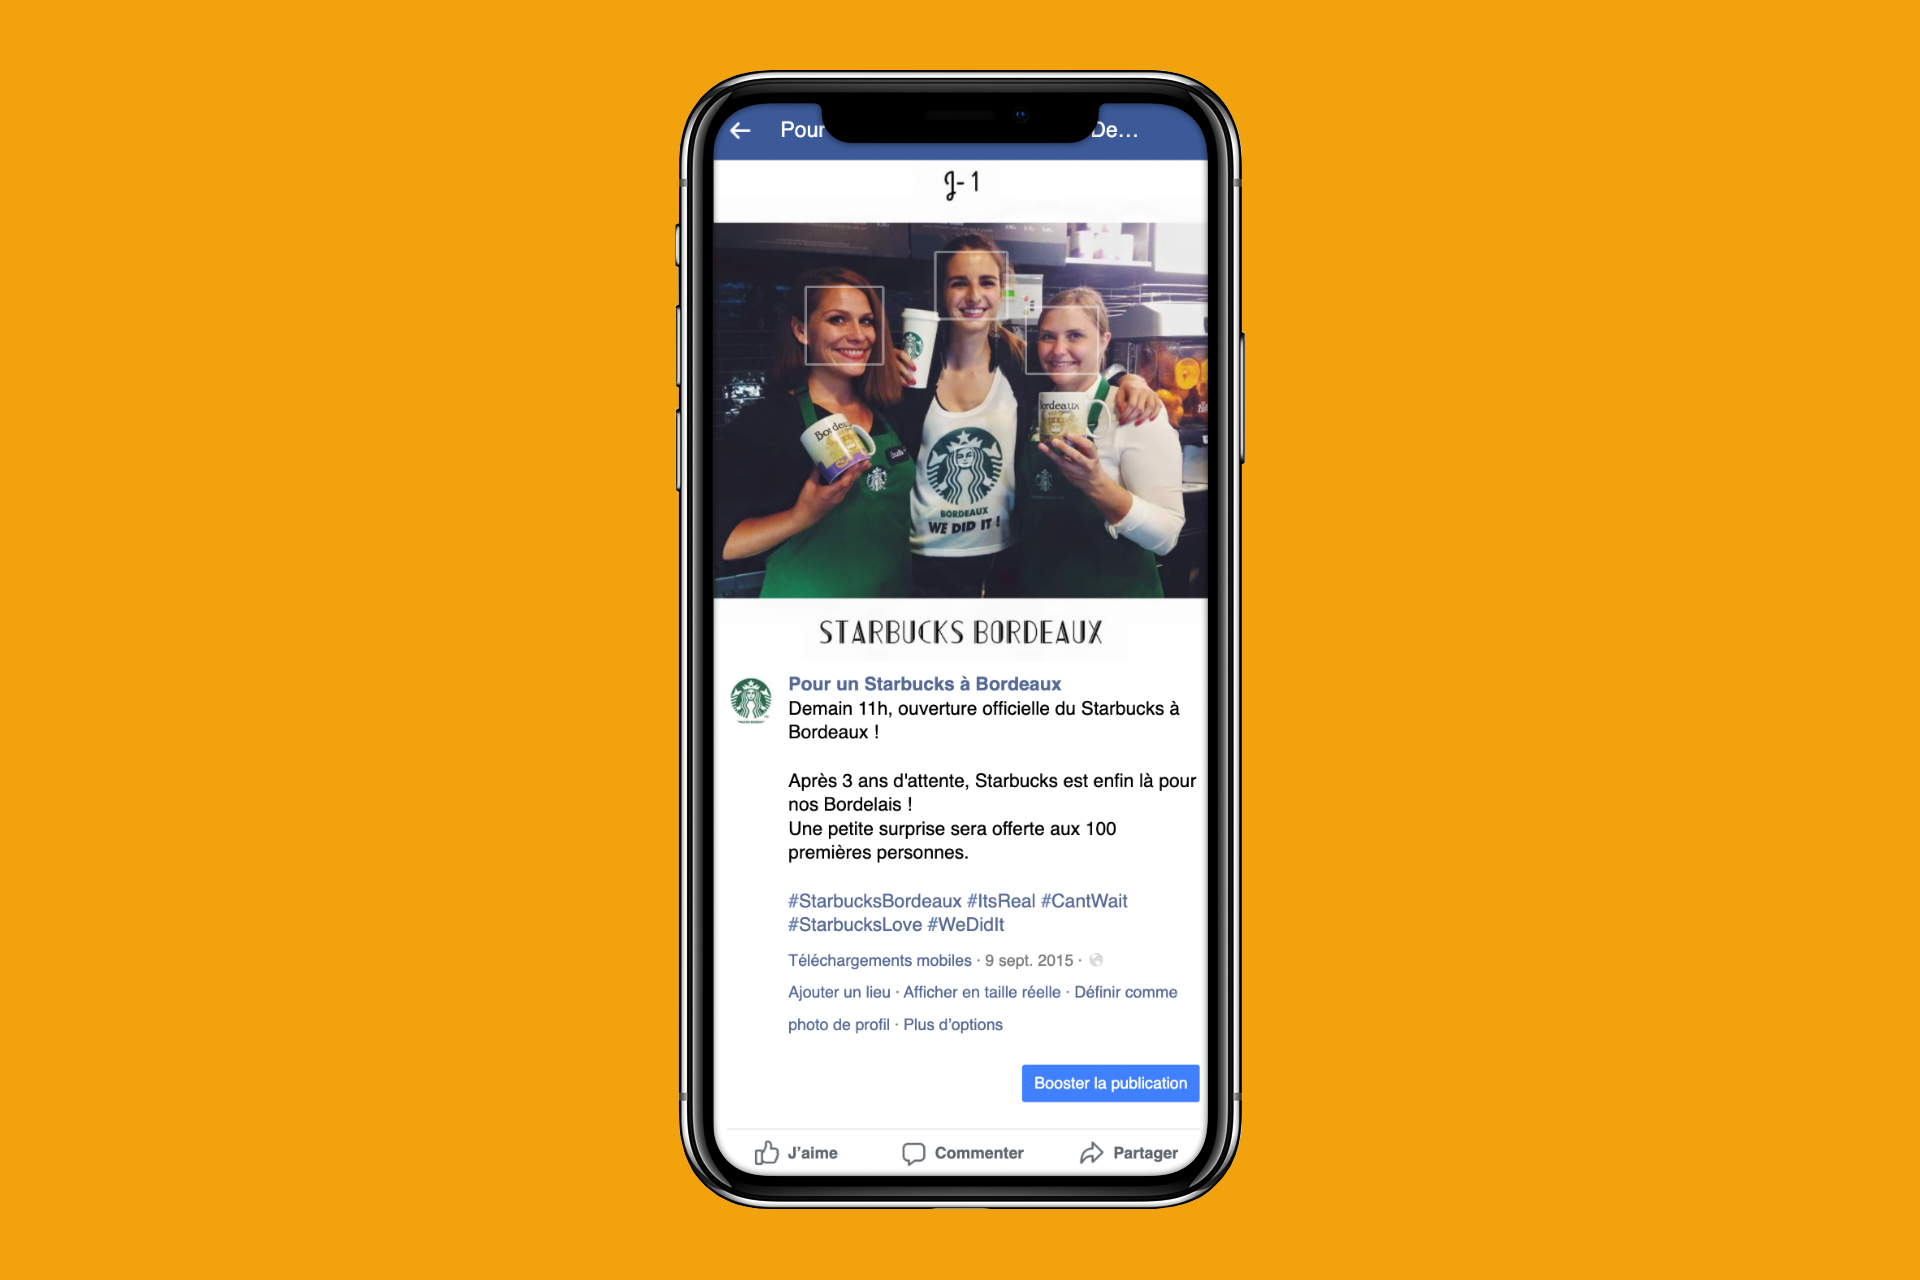 Pour De…
J-1
Bordeaux
bordeaux
BORDEAUX
WE DID IT !
STARBUCKS BORDEAUX
Pour un Starbucks à Bordeaux
Demain 11h, ouverture officielle du Starbucks à
Bordeaux !
Après 3 ans d'attente, Starbucks est enfin là pour
nos Bordelais !
Une petite surprise sera offerte aux 100
premières personnes.
#StarbucksBordeaux #ItsReal #CantWait
#StarbucksLove #WeDidIt
Téléchargements mobiles · 9 sept. 2015 ·
Ajouter un lieu · Afficher en taille réelle · Définir comme
photo de profil · Plus d’options
Booster la publication
J’aime Commenter Partager